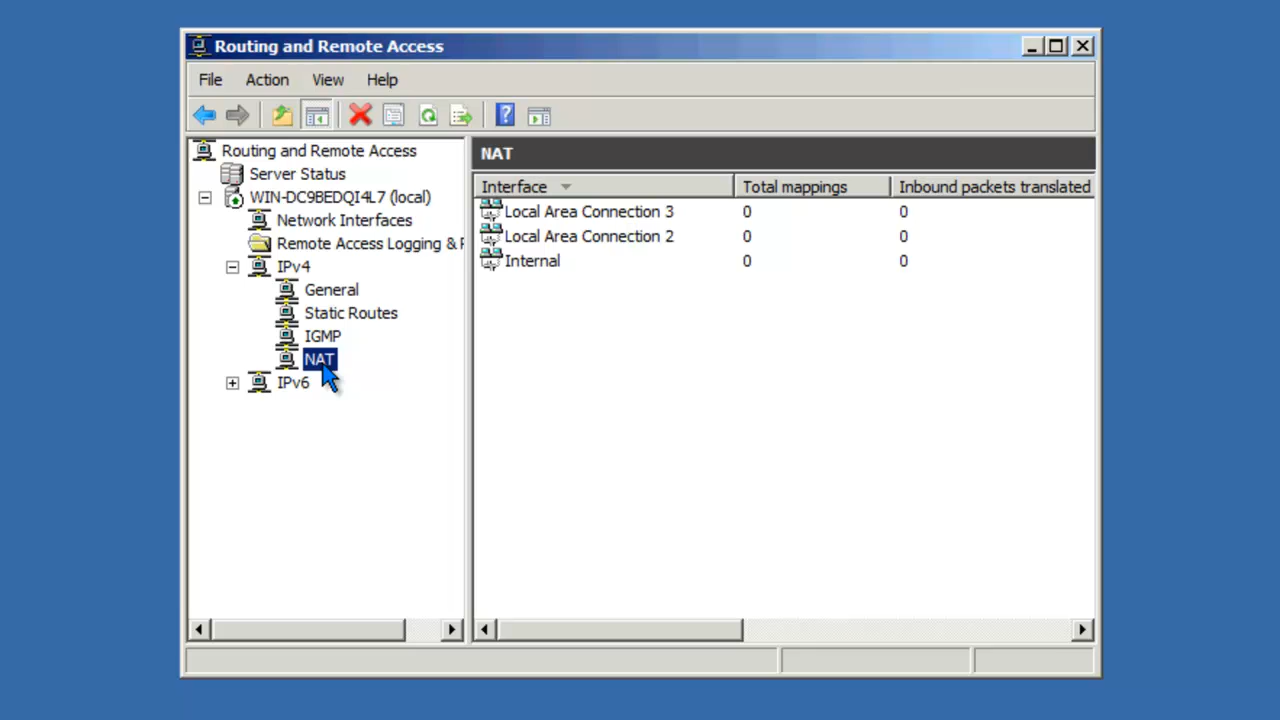 Routing and Remote Access
File Action View Help
Routing and Remote Access
Server Status
WIN-DC9BEDQI4L7 (local)
Network Interfaces
Remote Access Logging & P
IPv4
General
Static Routes
IGMP
NAT
IPv6
NAT
Interface Total mappings Inbound packets translated
Local Area Connection 3 0 0
Local Area Connection 2 0 0
Internal 0 0